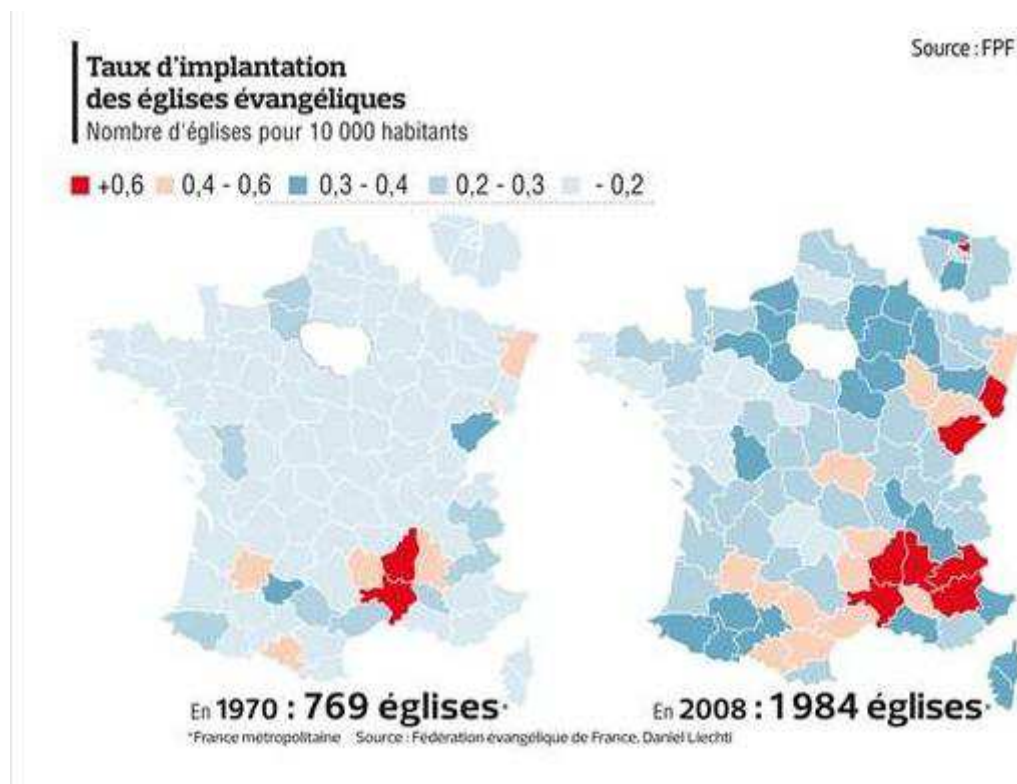 Source : FPF
Taux d'implantation
des églises évangéliques
Nombre d'églises pour 10 000 habitants
+0,6 0,4 - 0,6 0,3 - 0,4 0,2 - 0,3 - 0,2
En 1970 : 769 églises* En 2008 : 1984 églises*
*France métropolitaine Source : Fédération évangélique de France, Daniel Liechti